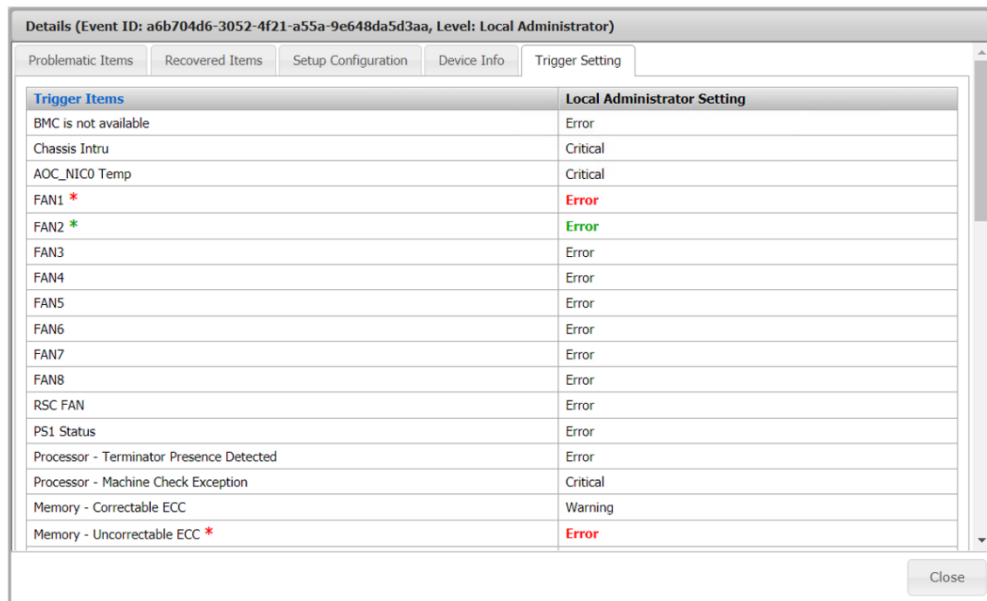 Details (Event ID: a6b704d6-3052-4f21-a55a-9e648da5d3aa, Level: Local Administrator)
Problematic Items Recovered Items Setup Configuration Device Info Trigger Setting
Trigger Items Local Administrator Setting
BMC is not available Error
Chassis Intru Critical
AOC_NIC0 Temp Critical
FAN1 * Error
FAN2 * Error
FAN3 Error
FAN4 Error
FAN5 Error
FAN6 Error
FAN7 Error
FAN8 Error
RSC FAN Error
PS1 Status Error
Processor - Terminator Presence Detected Error
Processor - Machine Check Exception Critical
Memory - Correctable ECC Warning
Memory - Uncorrectable ECC * Error
Close